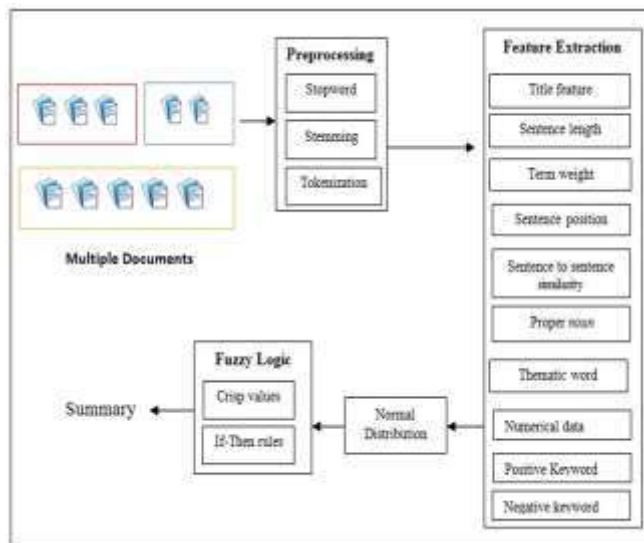 Multiple Documents
Preprocessing
Stopword
Stemming
Tokenization
Feature Extraction
Title feature
Sentence length
Term weight
Sentence position
Sentence to sentence
similarity
Proper noun
Thematic word
Numerical data
Positive Keyword
Negative keyword
Normal
Distribution
Fuzzy Logic
Crisp values
If-Then rules
Summary